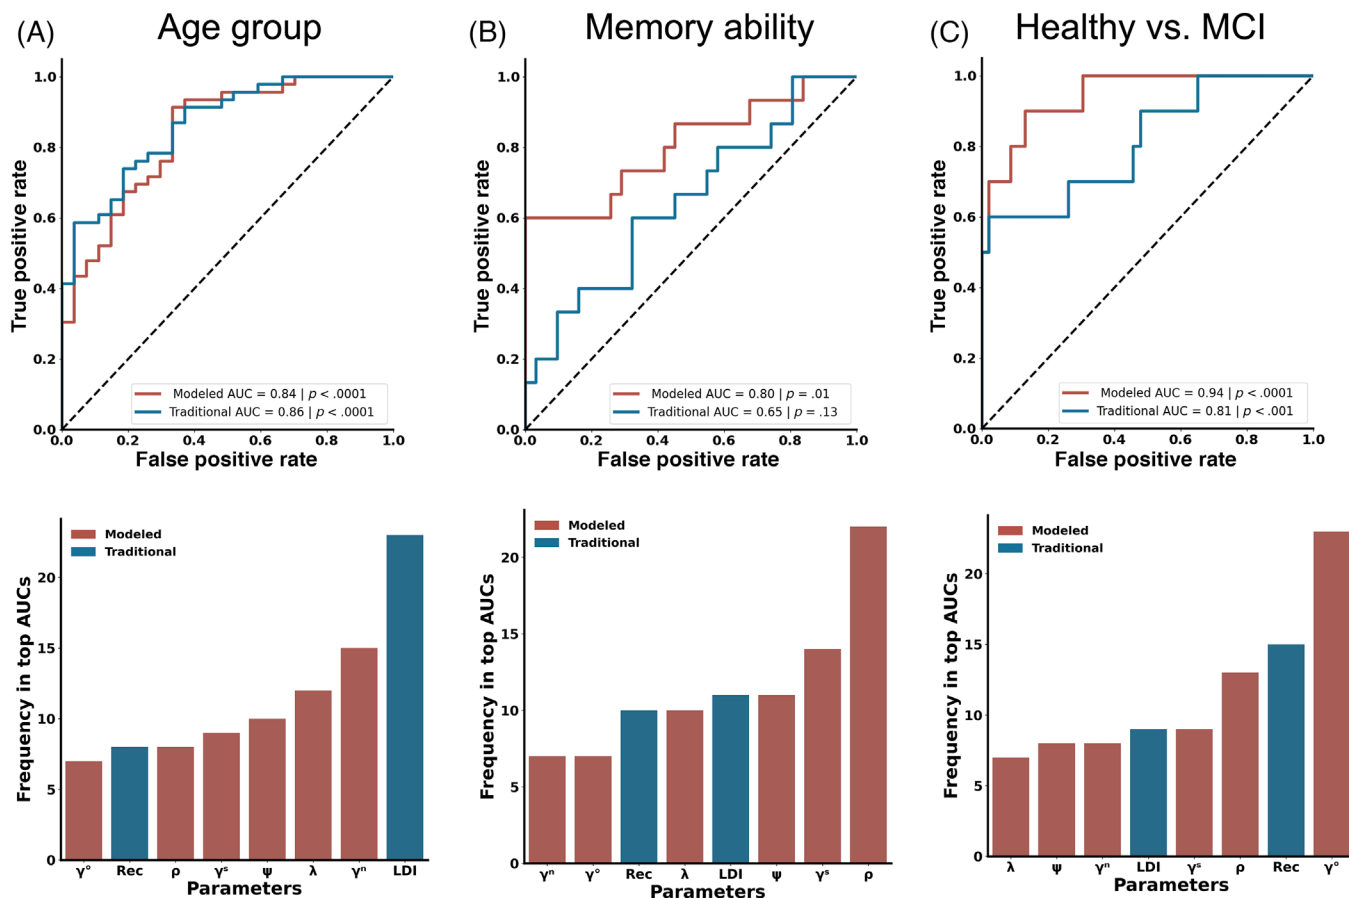 (A) Age group
1.0
0.8
0.6
0.4
0.2
0.0
True positive rate
Modeled AUC = 0.84 | p < .0001
Traditional AUC = 0.86 | p < .0001
0.0 0.2 0.4 0.6 0.8 1.0
False positive rate
(B) Memory ability
1.0
0.8
0.6
0.4
0.2
0.0
True positive rate
Modeled AUC = 0.80 | p = .01
Traditional AUC = 0.65 | p = .13
0.0 0.2 0.4 0.6 0.8 1.0
False positive rate
(C) Healthy vs. MCI
1.0
0.8
0.6
0.4
0.2
0.0
True positive rate
Modeled AUC = 0.94 | p < .0001
Traditional AUC = 0.81 | p < .001
0.0 0.2 0.4 0.6 0.8 1.0
False positive rate
Modeled
Traditional
20
15
10
5
0
Frequency in top AUCs
γᵒ Rec ρ γˢ ψ λ γⁿ LDI
Parameters
Modeled
Traditional
20
15
10
5
0
Frequency in top AUCs
γⁿ γᵒ Rec λ LDI ψ γˢ ρ
Parameters
Modeled
Traditional
20
15
10
5
0
Frequency in top AUCs
λ ψ γⁿ LDI γˢ ρ Rec γᵒ
Parameters